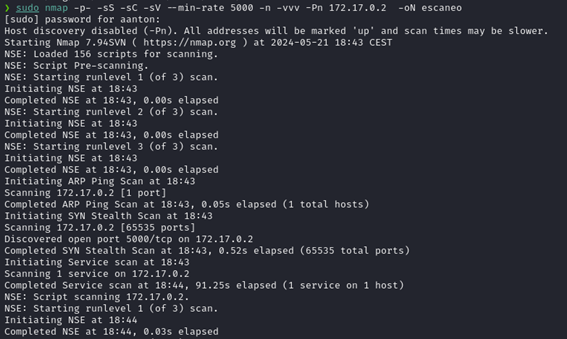 ❯ sudo nmap -p- -sS -sC -sV --min-rate 5000 -n -vvv -Pn 172.17.0.2  -oN escaneo
[sudo] password for aanton:
Host discovery disabled (-Pn). All addresses will be marked 'up' and scan times may be slower.
Starting Nmap 7.94SVN ( https://nmap.org ) at 2024-05-21 18:43 CEST
NSE: Loaded 156 scripts for scanning.
NSE: Script Pre-scanning.
NSE: Starting runlevel 1 (of 3) scan.
Initiating NSE at 18:43
Completed NSE at 18:43, 0.00s elapsed
NSE: Starting runlevel 2 (of 3) scan.
Initiating NSE at 18:43
Completed NSE at 18:43, 0.00s elapsed
NSE: Starting runlevel 3 (of 3) scan.
Initiating NSE at 18:43
Completed NSE at 18:43, 0.00s elapsed
Initiating ARP Ping Scan at 18:43
Scanning 172.17.0.2 [1 port]
Completed ARP Ping Scan at 18:43, 0.05s elapsed (1 total hosts)
Initiating SYN Stealth Scan at 18:43
Scanning 172.17.0.2 [65535 ports]
Discovered open port 5000/tcp on 172.17.0.2
Completed SYN Stealth Scan at 18:43, 0.52s elapsed (65535 total ports)
Initiating Service scan at 18:43
Scanning 1 service on 172.17.0.2
Completed Service scan at 18:44, 91.25s elapsed (1 service on 1 host)
NSE: Script scanning 172.17.0.2.
NSE: Starting runlevel 1 (of 3) scan.
Initiating NSE at 18:44
Completed NSE at 18:44, 0.03s elapsed